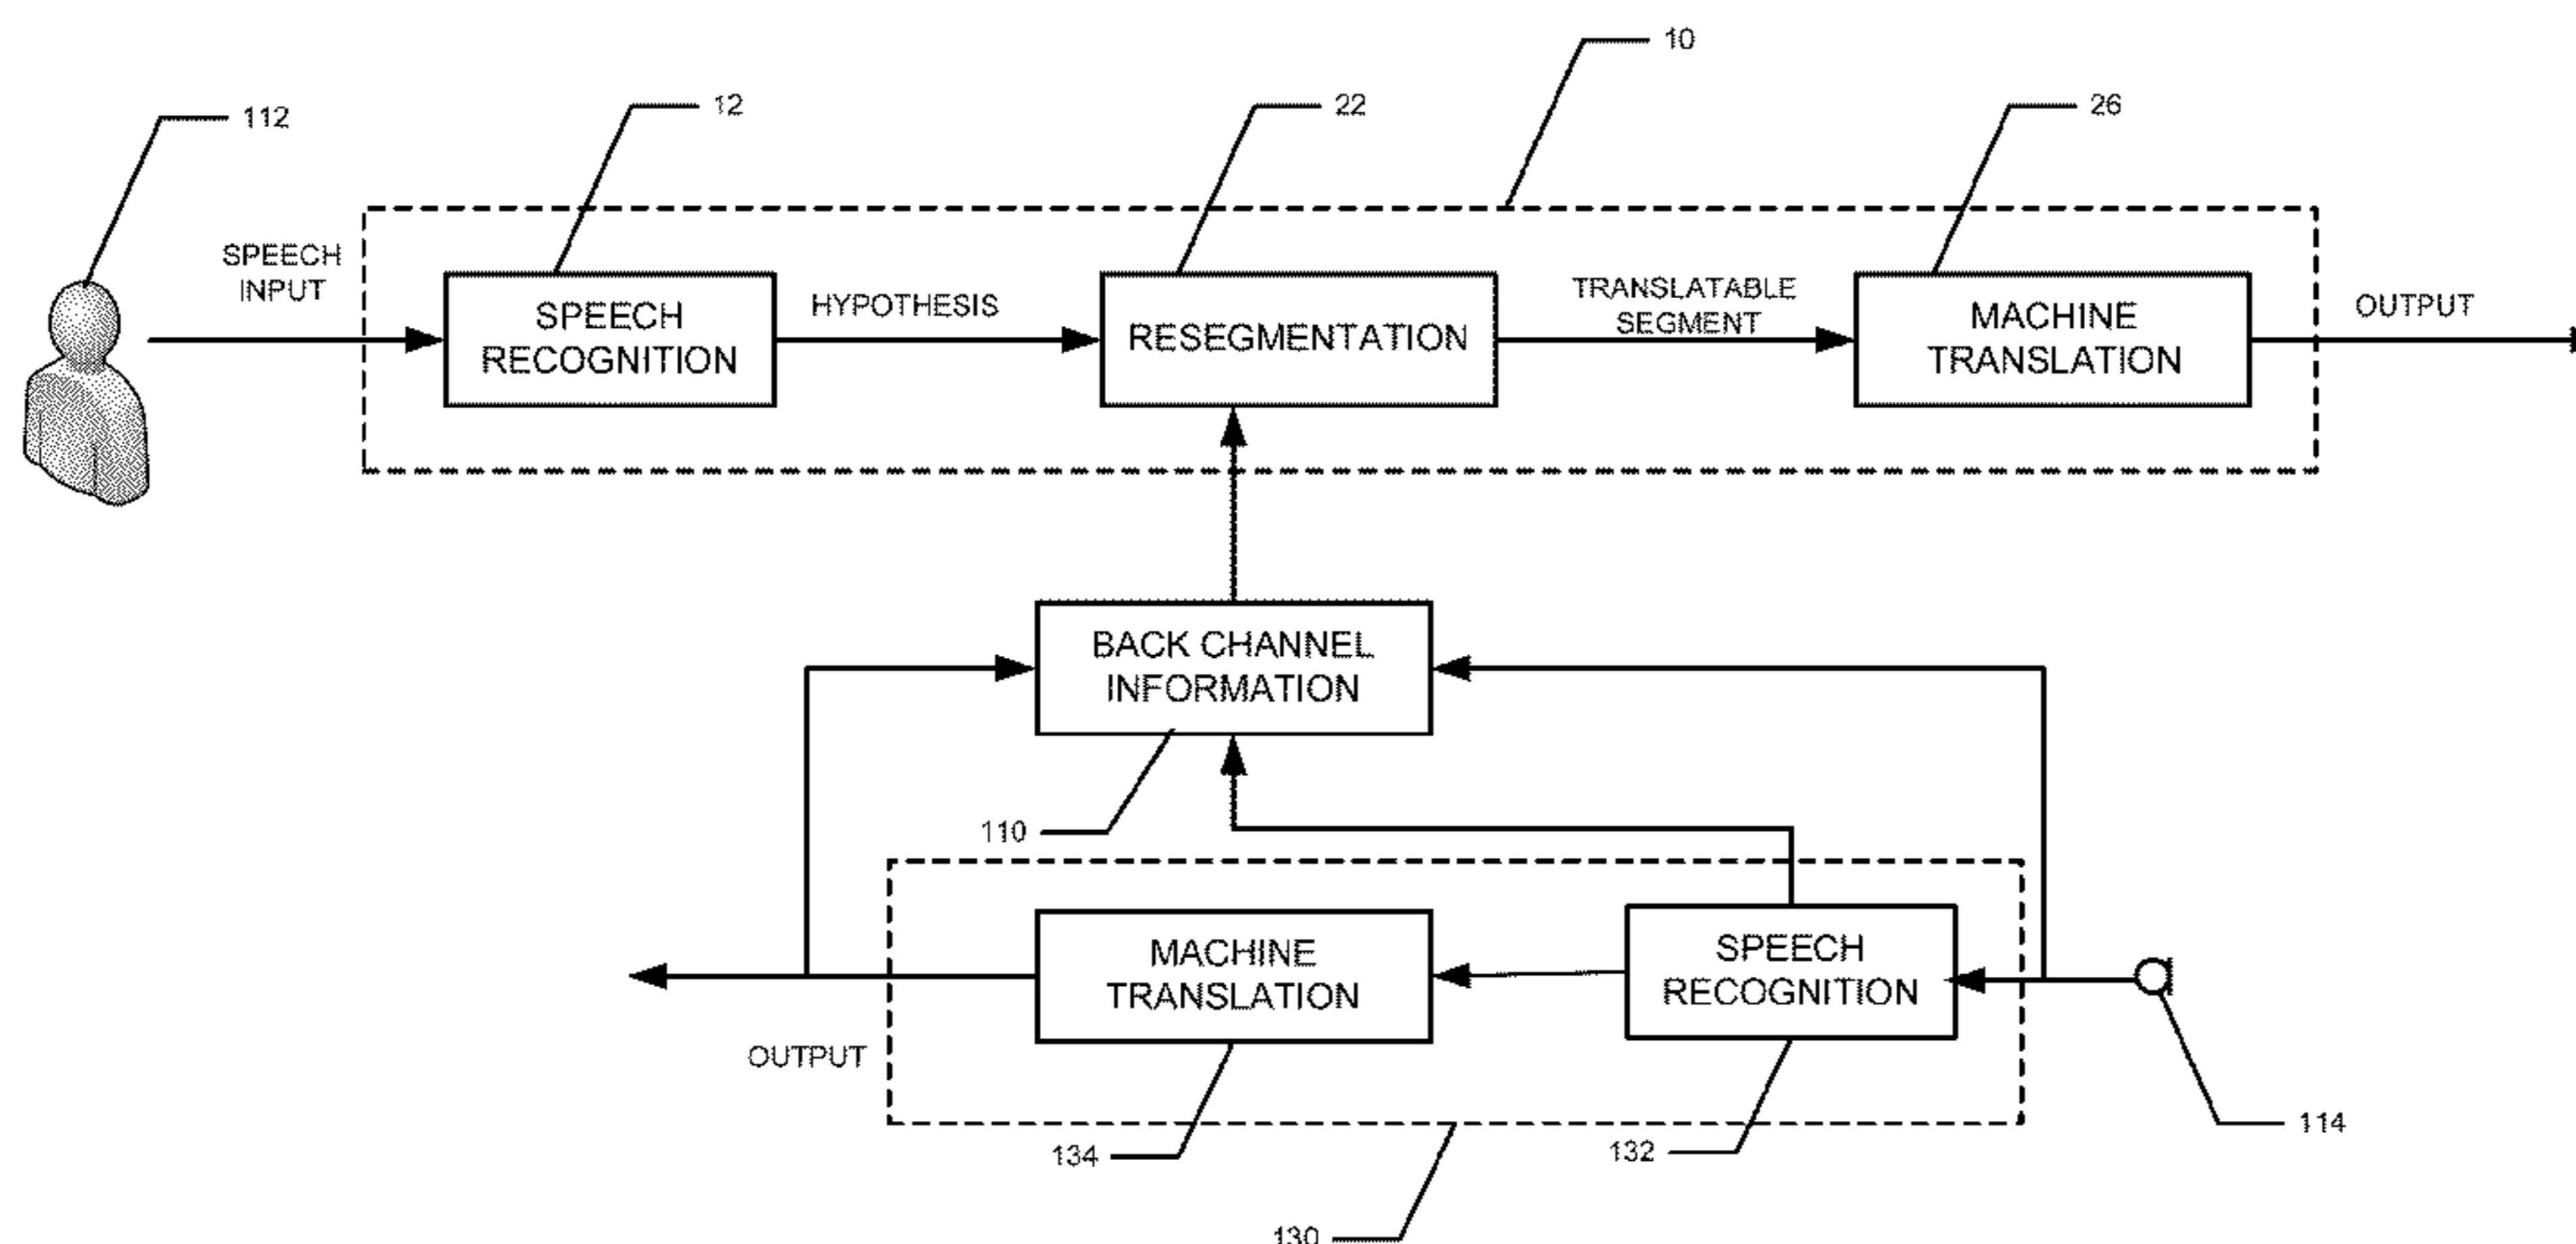 10
112
12
22
26
SPEECH
INPUT
SPEECH
RECOGNITION
HYPOTHESIS
RESEGMENTATION
TRANSLATABLE
SEGMENT
MACHINE
TRANSLATION
OUTPUT
BACK CHANNEL
INFORMATION
110
MACHINE
TRANSLATION
SPEECH
RECOGNITION
OUTPUT
134
132
114
130